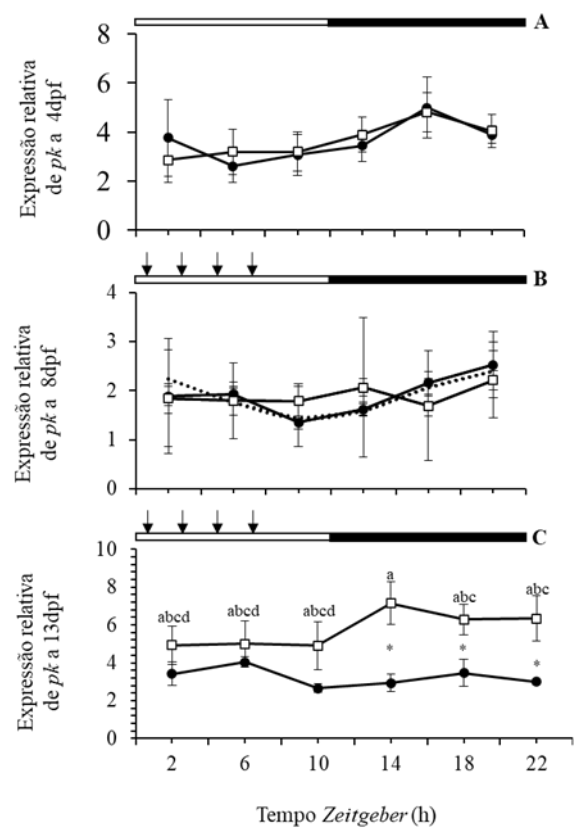 A
8
6
4
2
0
Expressão relativa
de pk a 4dpf
B
4
3
2
1
0
Expressão relativa
de pk a 8dpf
C
10
8
6
4
2
0
Expressão relativa
de pk a 13dpf
abcd
abcd
abcd
a
abc
abc
*
*
*
2 6 10 14 18 22
Tempo Zeitgeber (h)